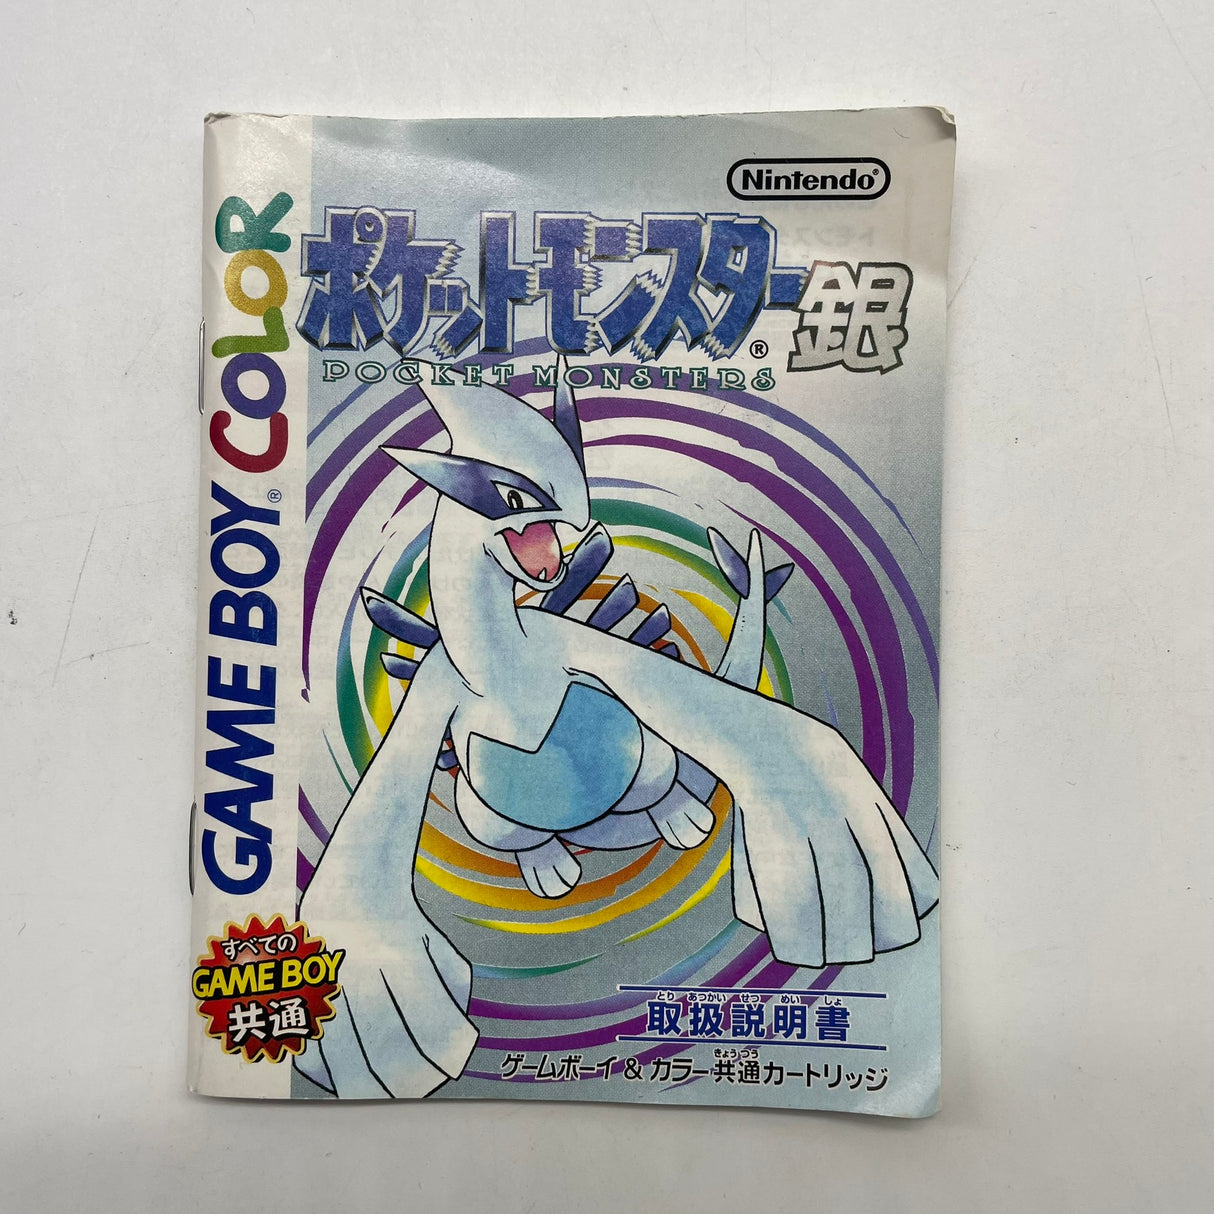 Nintendo®
ポケットモンスター銀
®
POCKET MONSTERS
GAME BOY® COLOR
すべての
GAME BOY
共通
とり あつかい せつ めい しょ
取扱説明書
きょうつう
ゲームボーイ&カラー共通カートリッジ